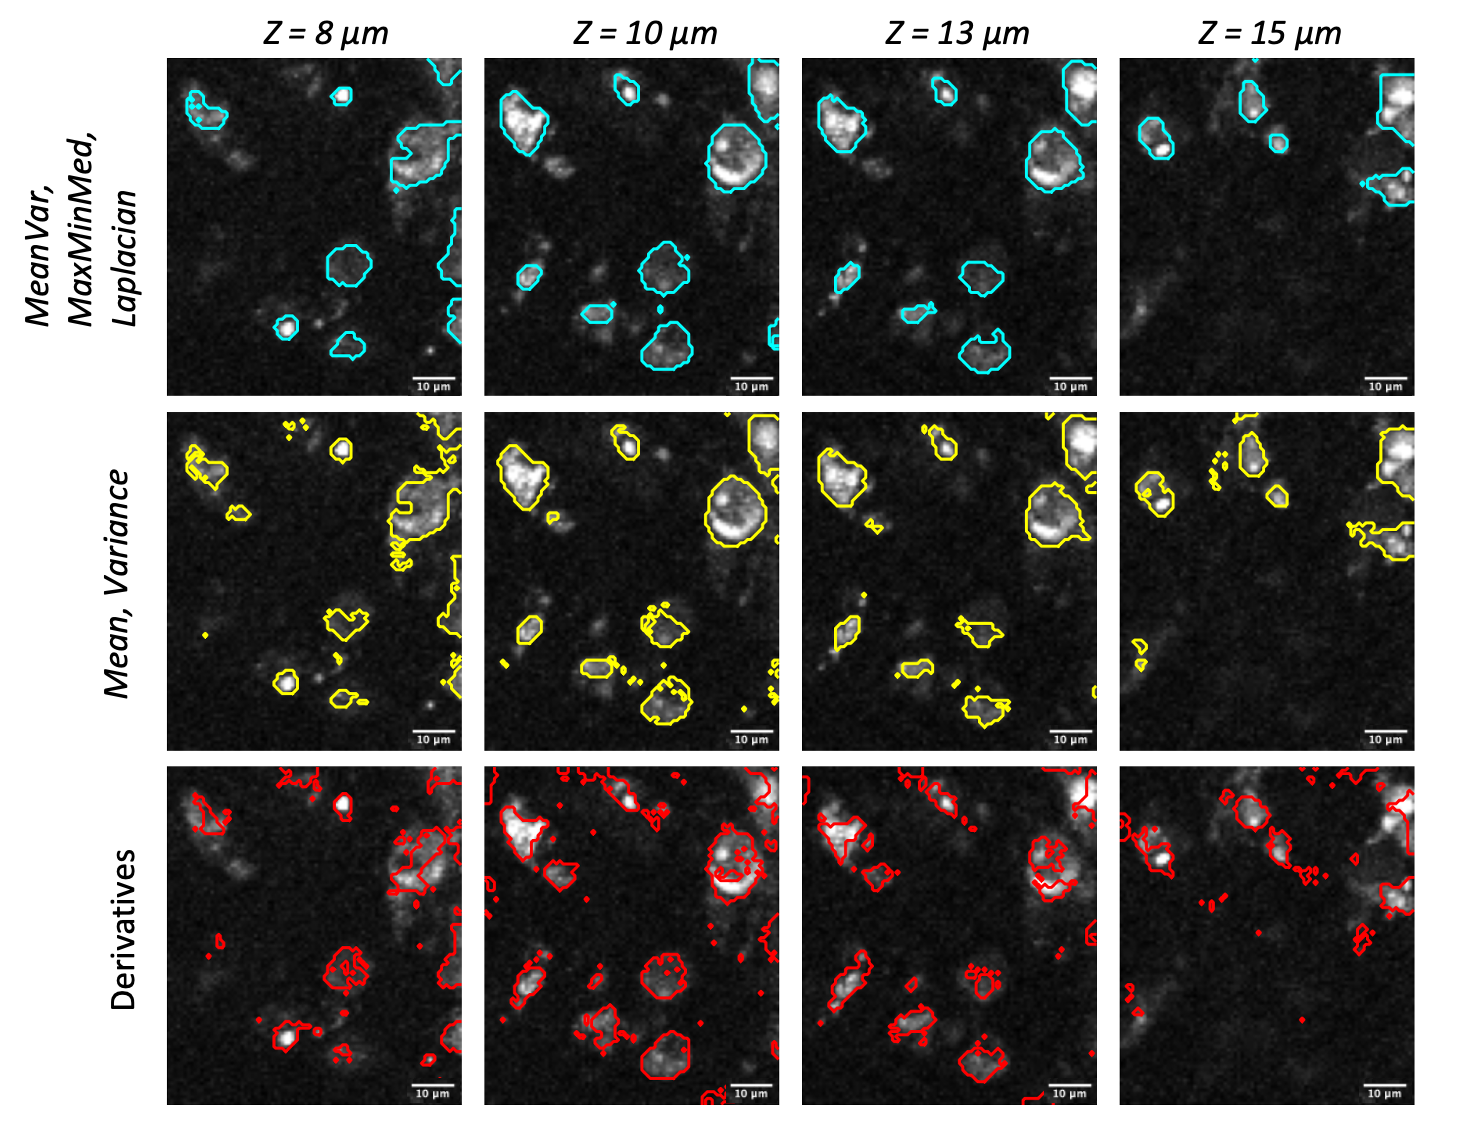 Z = 8 µm
Z = 10 µm
Z = 13 µm
Z = 15 µm
MeanVar,
MaxMinMed,
Laplacian
10 µm
10 µm
10 µm
10 µm
Mean, Variance
10 µm
10 µm
10 µm
10 µm
Derivatives
10 µm
10 µm
10 µm
10 µm